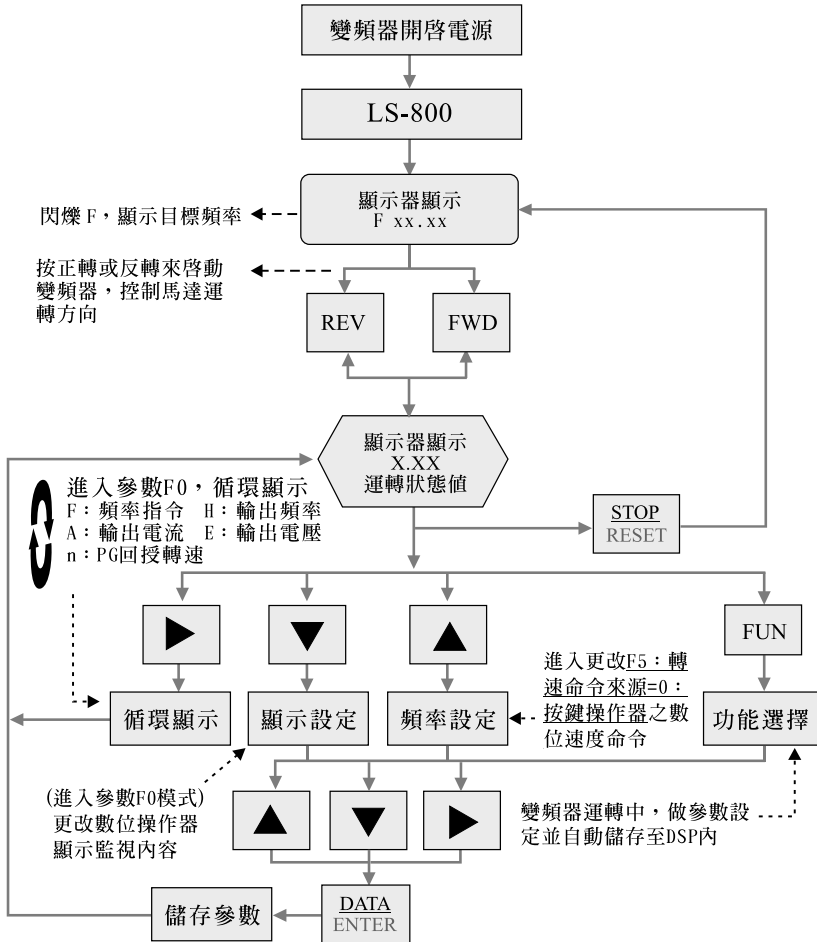 變頻器開啓電源
LS-800
顯示器顯示
F xx.xx
閃爍 F，顯示目標頻率
按正轉或反轉來啓動
變頻器，控制馬達運
轉方向
REV
FWD
顯示器顯示
X.XX
運轉狀態值
進入參數F0，循環顯示
F：頻率指令 H：輸出頻率
A：輸出電流 E：輸出電壓
n：PG回授轉速
STOP
RESET
FUN
進入更改F5：轉
速命令來源=0：
按鍵操作器之數
位速度命令
循環顯示
顯示設定
頻率設定
功能選擇
(進入參數F0模式)
更改數位操作器
顯示監視內容
變頻器運轉中，做參數設
定並自動儲存至DSP內
儲存參數
DATA
ENTER